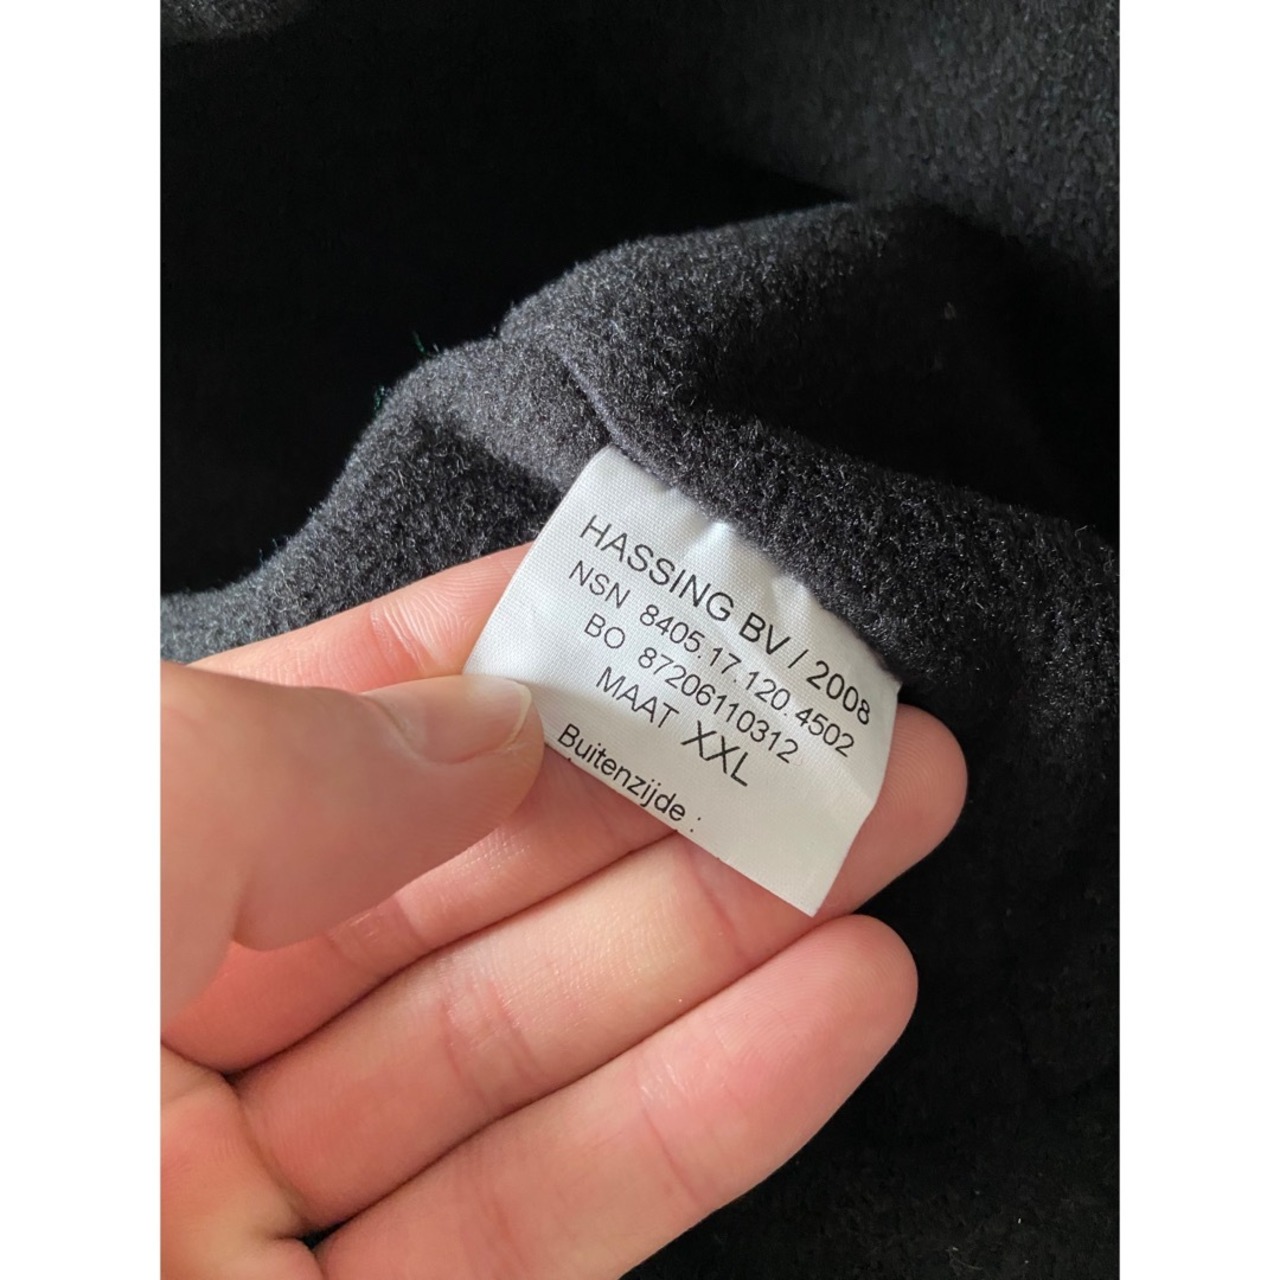 HASSING BV / 2008
NSN 8405.17.120.4502
BO 87206110312
MAAT XXL
Buitenzijde :